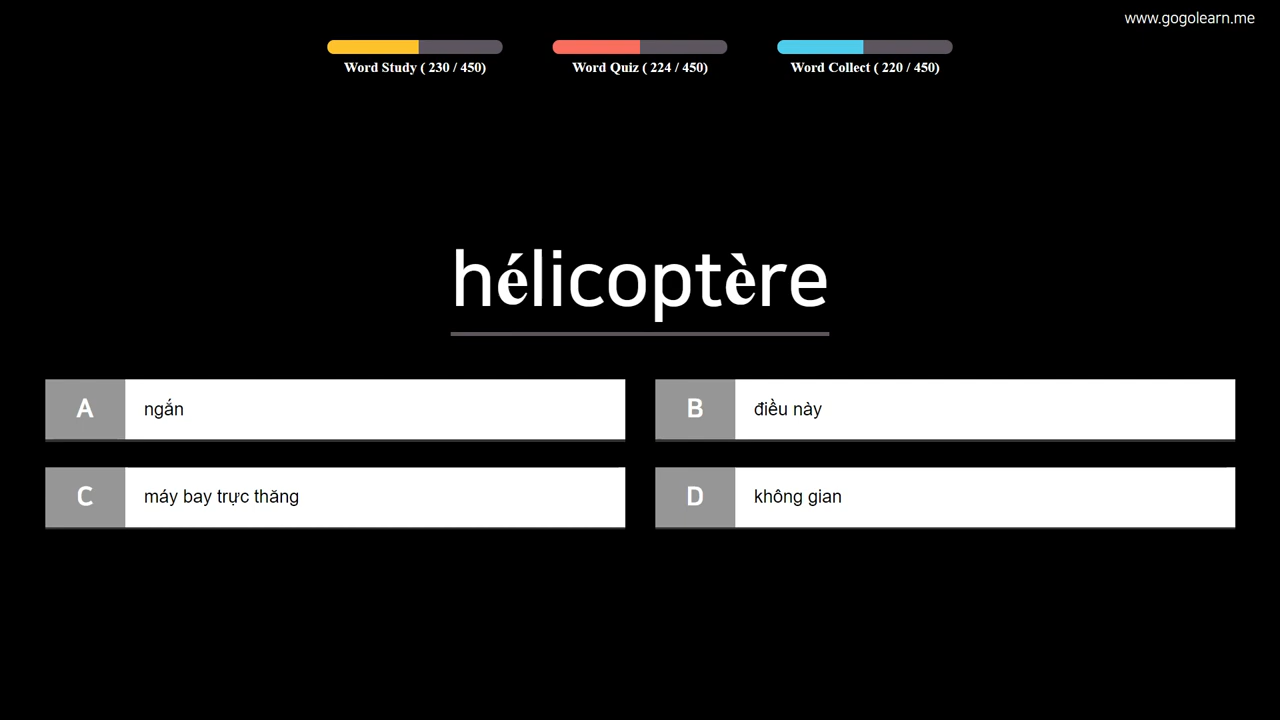 www.gogolearn.me
Word Study ( 230 / 450)
Word Quiz ( 224 / 450)
Word Collect ( 220 / 450)
hélicoptère
A ngắn
B điều này
C máy bay trực thăng
D không gian